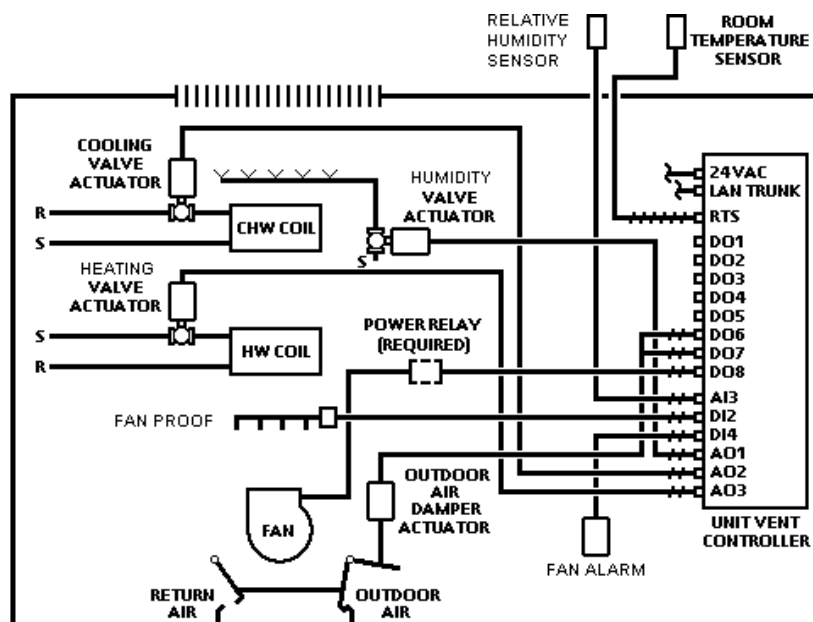 RELATIVE
HUMIDITY
SENSOR
ROOM
TEMPERATURE
SENSOR
COOLING
VALVE
ACTUATOR
HUMIDITY
VALVE
ACTUATOR
R
S
CHW COIL
S
HEATING
VALVE
ACTUATOR
S
R
HW COIL
POWER RELAY
(REQUIRED)
FAN PROOF
FAN
OUTDOOR
AIR
DAMPER
ACTUATOR
RETURN
AIR
OUTDOOR
AIR
FAN ALARM
24VAC
LAN TRUNK
RTS
DO1
DO2
DO3
DO4
DO5
DO6
DO7
DO8
AI3
DI2
DI4
AO1
AO2
AO3
UNIT VENT
CONTROLLER